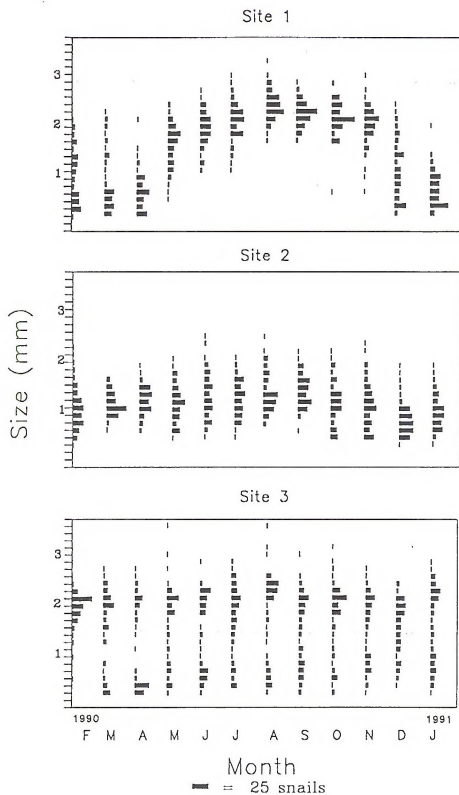 Site 1
3
2
1
Site 2
3
2
1
Size (mm)
Site 3
3
2
1
1990 1991
F M A M J J A S O N D J
Month
= 25 snails